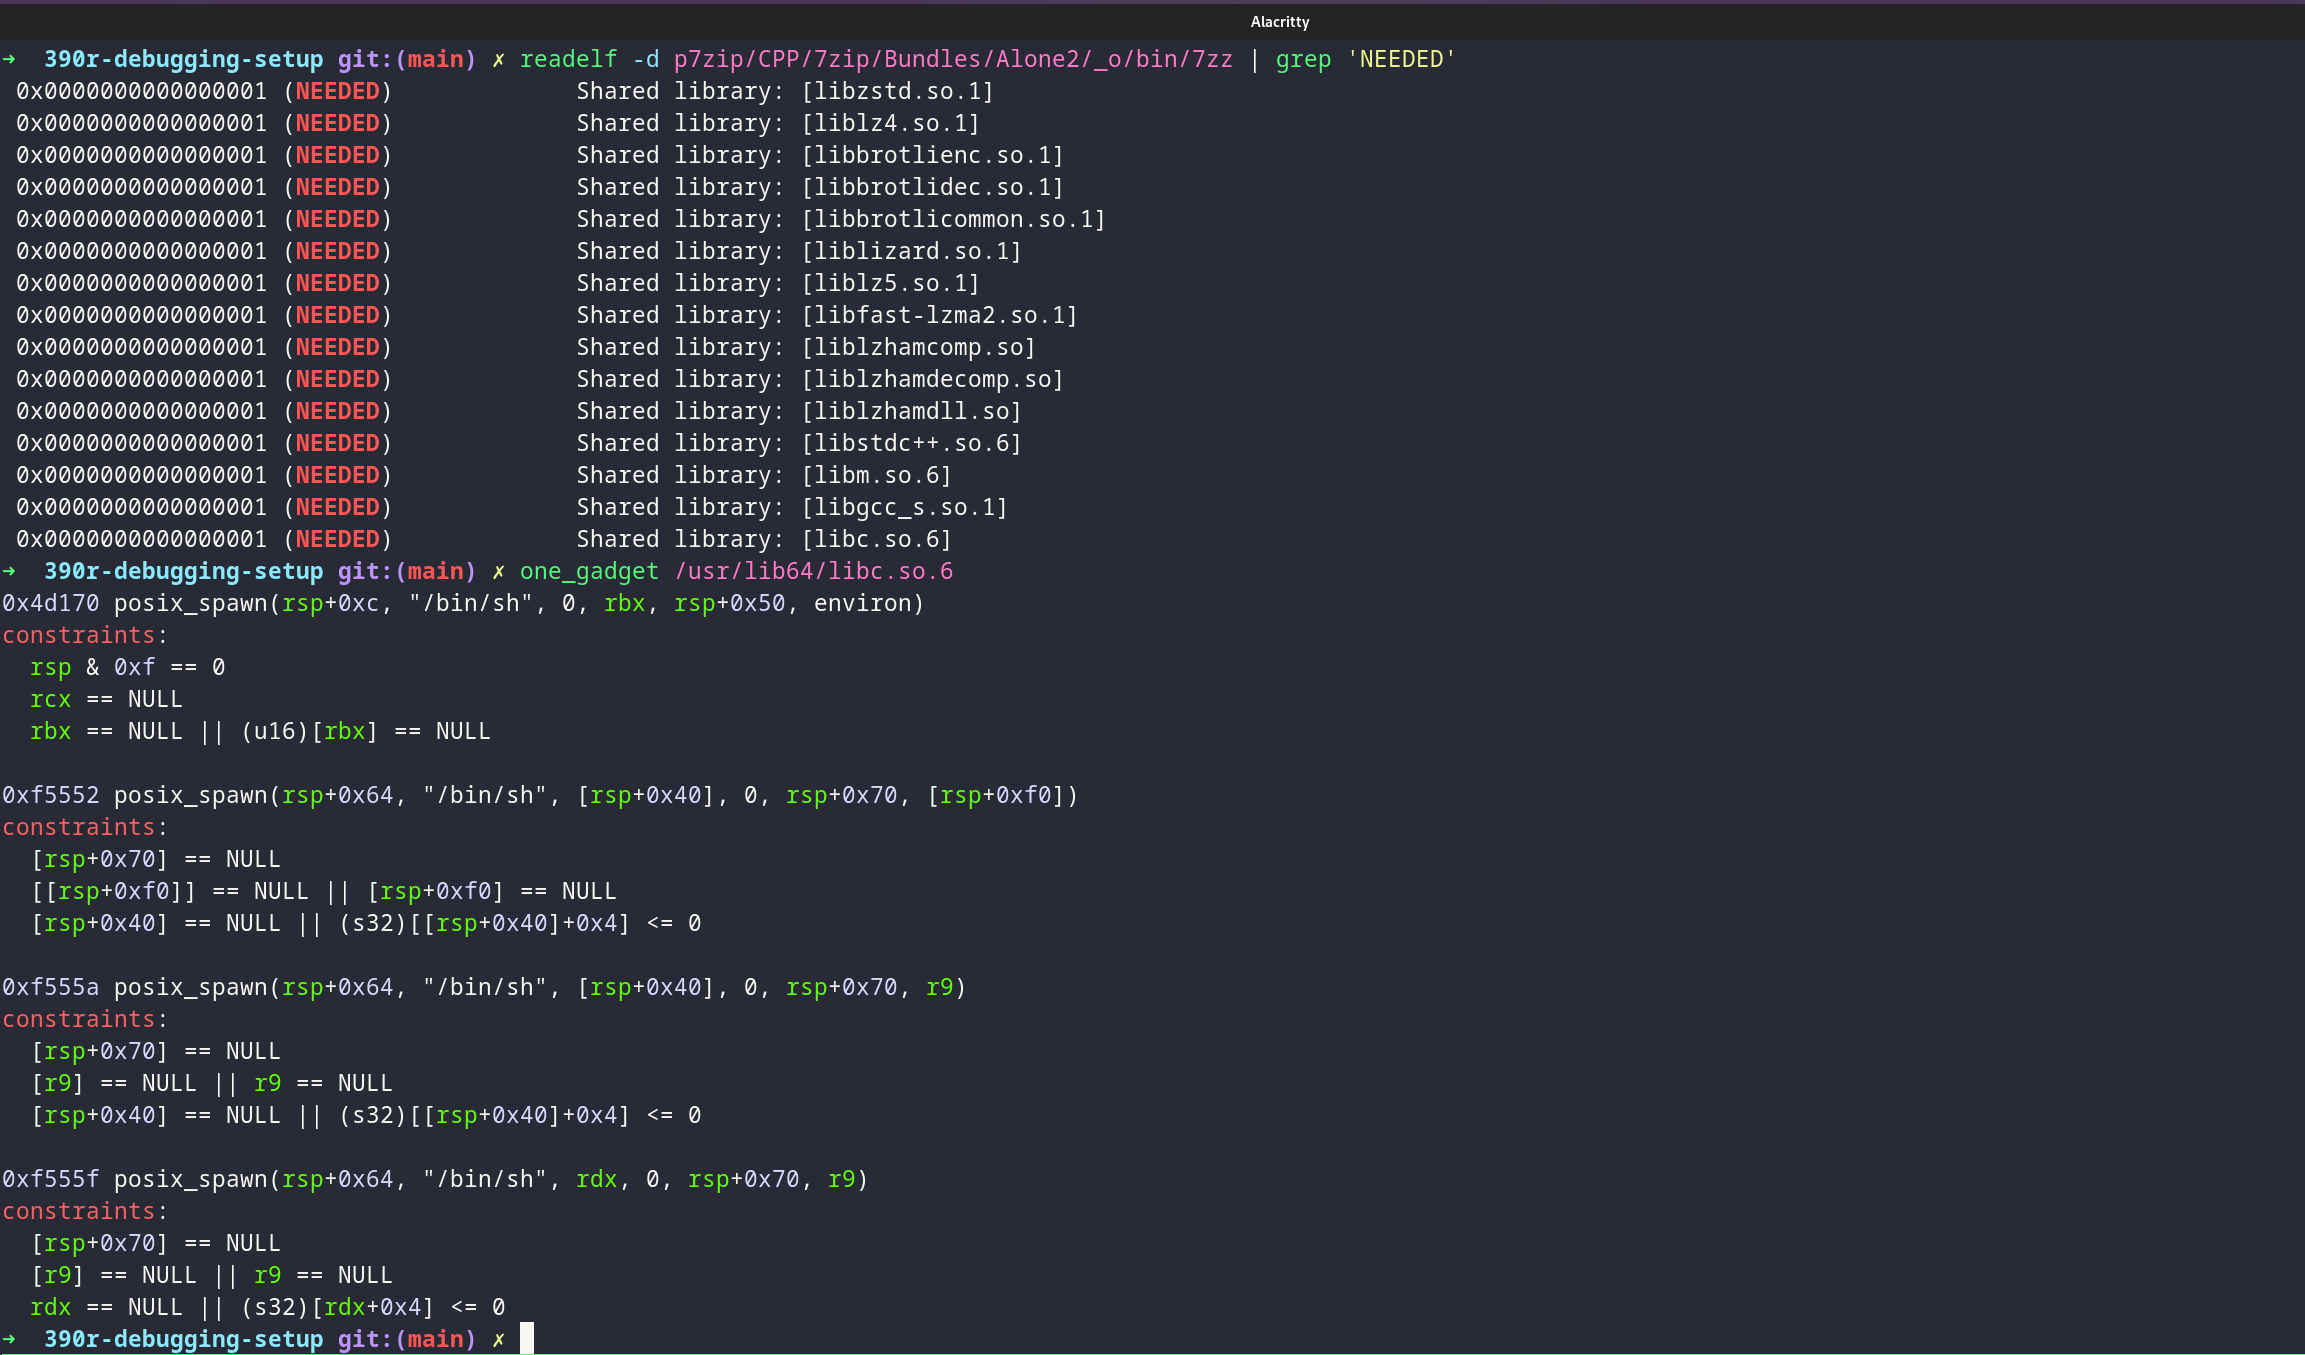 Alacritty
→  390r-debugging-setup git:(main) ✗ readelf -d p7zip/CPP/7zip/Bundles/Alone2/_o/bin/7zz | grep 'NEEDED'
 0x0000000000000001 (NEEDED)             Shared library: [libzstd.so.1]
 0x0000000000000001 (NEEDED)             Shared library: [liblz4.so.1]
 0x0000000000000001 (NEEDED)             Shared library: [libbrotlienc.so.1]
 0x0000000000000001 (NEEDED)             Shared library: [libbrotlidec.so.1]
 0x0000000000000001 (NEEDED)             Shared library: [libbrotlicommon.so.1]
 0x0000000000000001 (NEEDED)             Shared library: [liblizard.so.1]
 0x0000000000000001 (NEEDED)             Shared library: [liblz5.so.1]
 0x0000000000000001 (NEEDED)             Shared library: [libfast-lzma2.so.1]
 0x0000000000000001 (NEEDED)             Shared library: [liblzhamcomp.so]
 0x0000000000000001 (NEEDED)             Shared library: [liblzhamdecomp.so]
 0x0000000000000001 (NEEDED)             Shared library: [liblzhamdll.so]
 0x0000000000000001 (NEEDED)             Shared library: [libstdc++.so.6]
 0x0000000000000001 (NEEDED)             Shared library: [libm.so.6]
 0x0000000000000001 (NEEDED)             Shared library: [libgcc_s.so.1]
 0x0000000000000001 (NEEDED)             Shared library: [libc.so.6]
→  390r-debugging-setup git:(main) ✗ one_gadget /usr/lib64/libc.so.6
0x4d170 posix_spawn(rsp+0xc, "/bin/sh", 0, rbx, rsp+0x50, environ)
constraints:
  rsp & 0xf == 0
  rcx == NULL
  rbx == NULL || (u16)[rbx] == NULL

0xf5552 posix_spawn(rsp+0x64, "/bin/sh", [rsp+0x40], 0, rsp+0x70, [rsp+0xf0])
constraints:
  [rsp+0x70] == NULL
  [[rsp+0xf0]] == NULL || [rsp+0xf0] == NULL
  [rsp+0x40] == NULL || (s32)[[rsp+0x40]+0x4] <= 0

0xf555a posix_spawn(rsp+0x64, "/bin/sh", [rsp+0x40], 0, rsp+0x70, r9)
constraints:
  [rsp+0x70] == NULL
  [r9] == NULL || r9 == NULL
  [rsp+0x40] == NULL || (s32)[[rsp+0x40]+0x4] <= 0

0xf555f posix_spawn(rsp+0x64, "/bin/sh", rdx, 0, rsp+0x70, r9)
constraints:
  [rsp+0x70] == NULL
  [r9] == NULL || r9 == NULL
  rdx == NULL || (s32)[rdx+0x4] <= 0
→  390r-debugging-setup git:(main) ✗